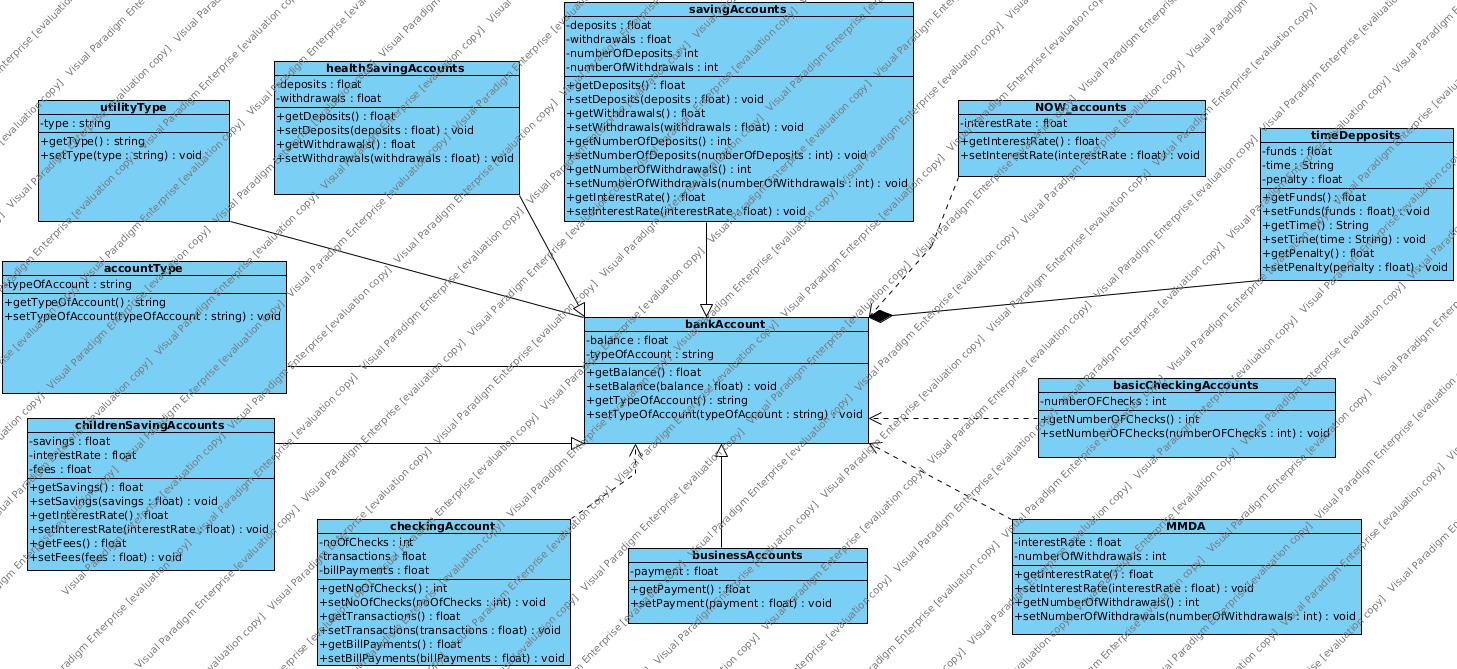 savingAccounts
-deposits : float
-withdrawals : float
-numberOfDeposits : int
-numberOfWithdrawals : int
+getDeposits() : float
+setDeposits(deposits : float) : void
+getWithdrawals() : float
+setWithdrawals(withdrawals : float) : void
+getNumberOfDeposits() : int
+setNumberOfDeposits(numberOfDeposits : int) : void
+getNumberOfWithdrawals() : int
+setNumberOfWithdrawals(numberOfWithdrawals : int) : void
+getInterestRate() : float
+setInterestRate(interestRate : float) : void
healthSavingAccounts
-deposits : float
-withdrawals : float
+getDeposits() : float
+setDeposits(deposits : float) : void
+getWithdrawals() : float
+setWithdrawals(withdrawals : float) : void
utilityType
-type : string
+getType() : string
+setType(type : string) : void
NOW accounts
-interestRate : float
+getInterestRate() : float
+setInterestRate(interestRate : float) : void
timeDepposits
-funds : float
-time : String
-penalty : float
+getFunds() : float
+setFunds(funds : float) : void
+getTime() : String
+setTime(time : String) : void
+getPenalty() : float
+setPenalty(penalty : float) : void
accountType
-typeOfAccount : string
+getTypeOfAccount() : string
+setTypeOfAccount(typeOfAccount : string) : void
bankAccount
-balance : float
-typeOfAccount : string
+getBalance() : float
+setBalance(balance : float) : void
+getTypeOfAccount() : string
+setTypeOfAccount(typeOfAccount : string) : void
basicCheckingAccounts
-numberOFChecks : int
+getNumberOFChecks() : int
+setNumberOFChecks(numberOFChecks : int) : void
childrenSavingAccounts
-savings : float
-interestRate : float
-fees : float
+getSavings() : float
+setSavings(savings : float) : void
+getInterestRate() : float
+setInterestRate(interestRate : float) : void
+getFees() : float
+setFees(fees : float) : void
checkingAccount
-noOfChecks : int
-transactions : float
-billPayments : float
+getNoOfChecks() : int
+setNoOfChecks(noOfChecks : int) : void
+getTransactions() : float
+setTransactions(transactions : float) : void
+getBillPayments() : float
+setBillPayments(billPayments : float) : void
businessAccounts
-payment : float
+getPayment() : float
+setPayment(payment : float) : void
MMDA
-interestRate : float
-numberOfWithdrawals : int
+getInterestRate() : float
+setInterestRate(interestRate : float) : void
+getNumberOfWithdrawals() : int
+setNumberOfWithdrawals(numberOfWithdrawals : int) : void
Visual Paradigm Enterprise [evaluation copy]